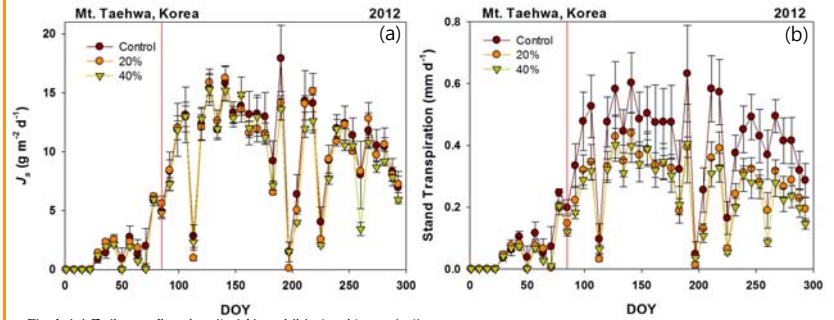 Mt. Taehwa, Korea 2012
(a)
Control
20%
40%
Js (g m-2 d-1)
20
15
10
5
0
0 50 100 150 200 250 300
DOY
Mt. Taehwa, Korea 2012
(b)
Control
20%
40%
Stand Transpiration (mm d-1)
0.8
0.6
0.4
0.2
0.0
0 50 100 150 200 250 300
DOY